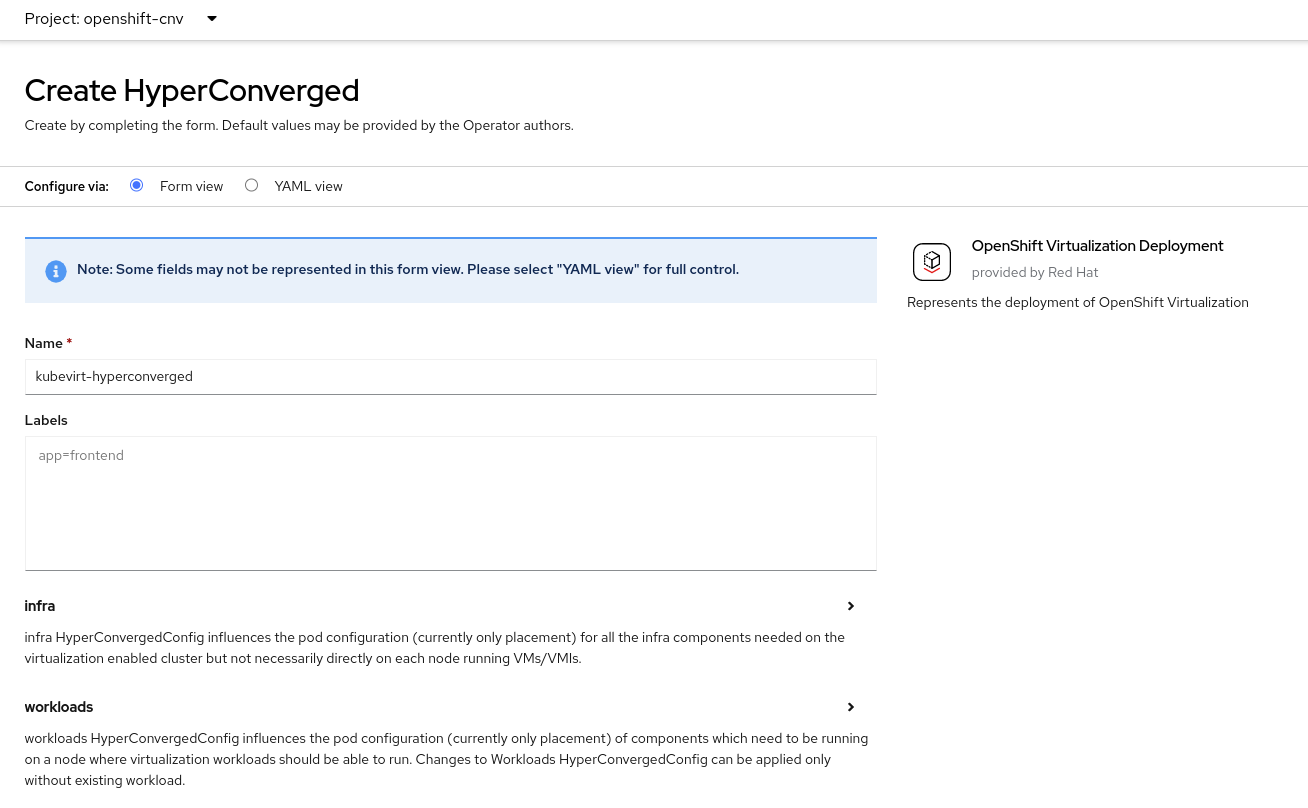 Project: openshift-cnv
Create HyperConverged
Create by completing the form. Default values may be provided by the Operator authors.
Configure via: Form view YAML view
Note: Some fields may not be represented in this form view. Please select "YAML view" for full control.
OpenShift Virtualization Deployment
provided by Red Hat
Represents the deployment of OpenShift Virtualization
Name *
kubevirt-hyperconverged
Labels
app=frontend
infra
infra HyperConvergedConfig influences the pod configuration (currently only placement) for all the infra components needed on the
virtualization enabled cluster but not necessarily directly on each node running VMs/VMIs.
workloads
workloads HyperConvergedConfig influences the pod configuration (currently only placement) of components which need to be running
on a node where virtualization workloads should be able to run. Changes to Workloads HyperConvergedConfig can be applied only
without existing workload.